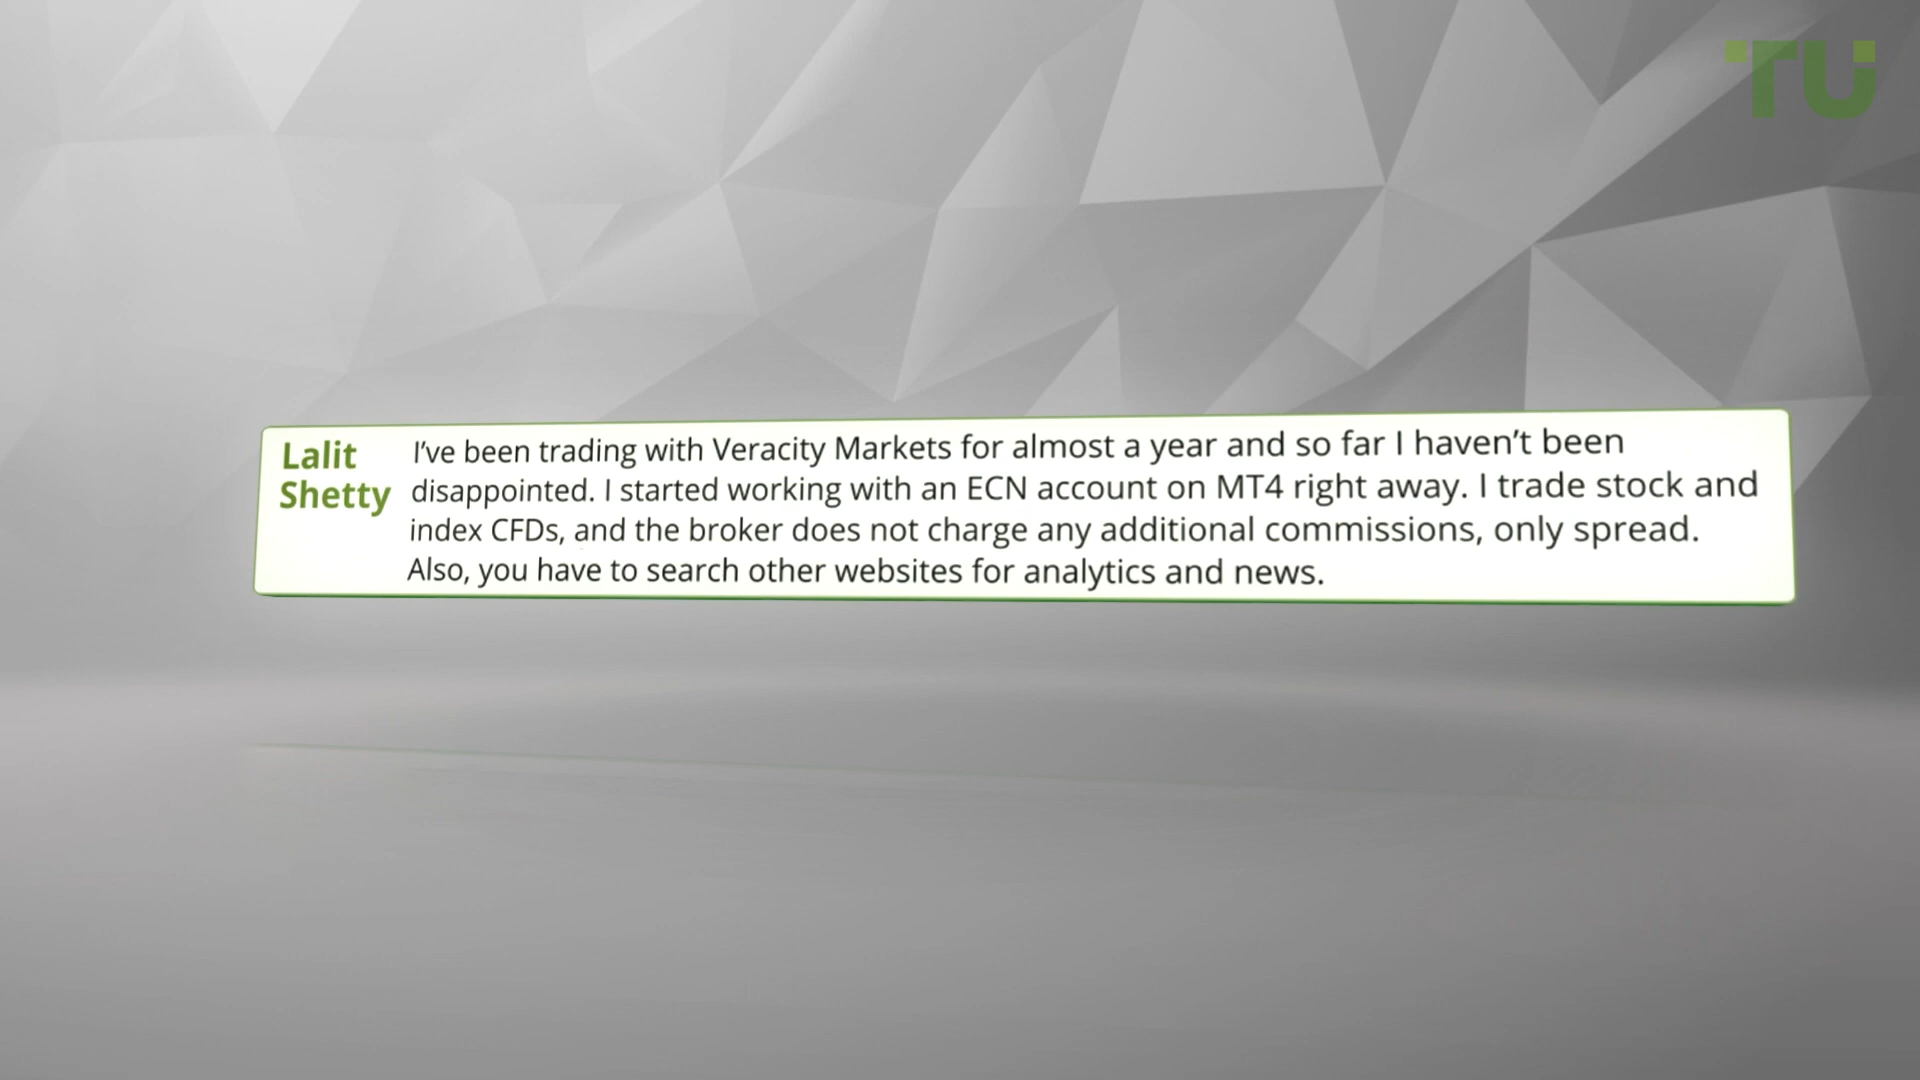 TU
Lalit
Shetty
I’ve been trading with Veracity Markets for almost a year and so far I haven’t been
disappointed. I started working with an ECN account on MT4 right away. I trade stock and
index CFDs, and the broker does not charge any additional commissions, only spread.
Also, you have to search other websites for analytics and news.